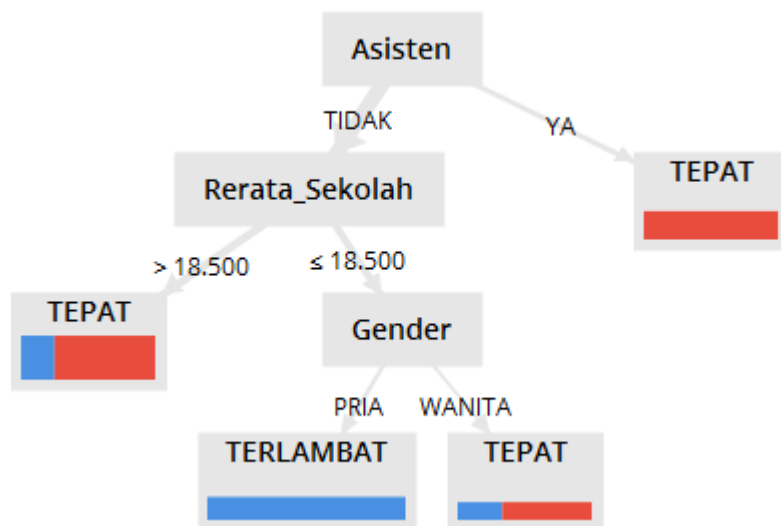 Asisten
TIDAK
YA
Rerata_Sekolah
TEPAT
> 18.500
≤ 18.500
TEPAT
Gender
PRIA
WANITA
TERLAMBAT
TEPAT